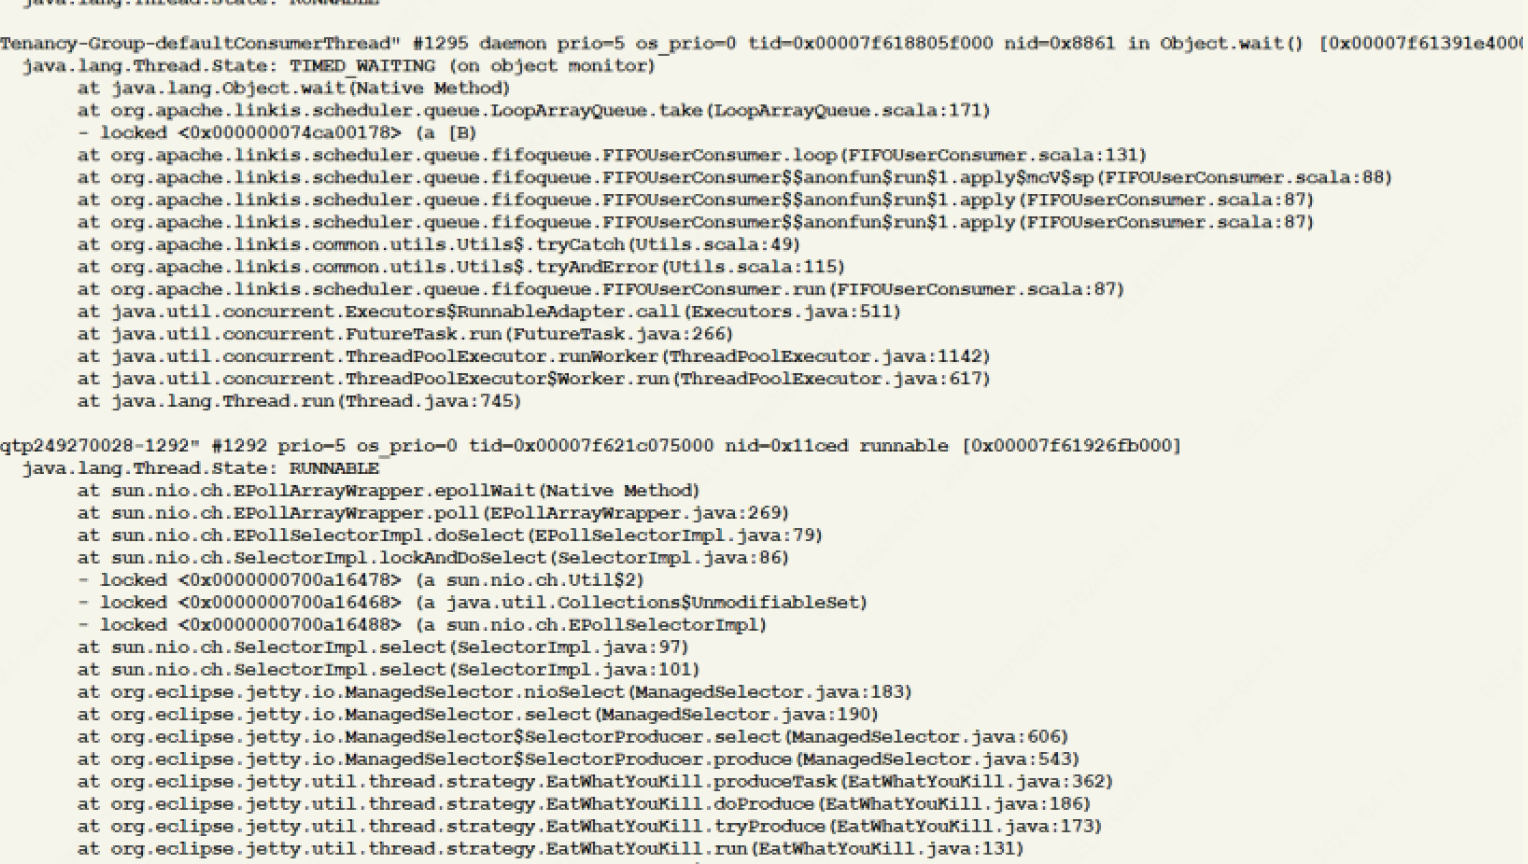 java.lang.Thread.State: RUNNABLE
Tenancy-Group-defaultConsumerThread" #1295 daemon prio=5 os_prio=0 tid=0x00007f618805f000 nid=0x8861 in Object.wait() [0x00007f61391e4000
java.lang.Thread.State: TIMED_WAITING (on object monitor)
at java.lang.Object.wait(Native Method)
at org.apache.linkis.scheduler.queue.LoopArrayQueue.take(LoopArrayQueue.scala:171)
- locked <0x000000074ca00178> (a [B)
at org.apache.linkis.scheduler.queue.fifoqueue.FIFOUserConsumer.loop(FIFOUserConsumer.scala:131)
at org.apache.linkis.scheduler.queue.fifoqueue.FIFOUserConsumer$$anonfun$run$1.apply$mcV$sp(FIFOUserConsumer.scala:88)
at org.apache.linkis.scheduler.queue.fifoqueue.FIFOUserConsumer$$anonfun$run$1.apply(FIFOUserConsumer.scala:87)
at org.apache.linkis.scheduler.queue.fifoqueue.FIFOUserConsumer$$anonfun$run$1.apply(FIFOUserConsumer.scala:87)
at org.apache.linkis.common.utils.Utils$.tryCatch(Utils.scala:49)
at org.apache.linkis.common.utils.Utils$.tryAndError(Utils.scala:115)
at org.apache.linkis.scheduler.queue.fifoqueue.FIFOUserConsumer.run(FIFOUserConsumer.scala:87)
at java.util.concurrent.Executors$RunnableAdapter.call(Executors.java:511)
at java.util.concurrent.FutureTask.run(FutureTask.java:266)
at java.util.concurrent.ThreadPoolExecutor.runWorker(ThreadPoolExecutor.java:1142)
at java.util.concurrent.ThreadPoolExecutor$Worker.run(ThreadPoolExecutor.java:617)
at java.lang.Thread.run(Thread.java:745)
qtp249270028-1292" #1292 prio=5 os_prio=0 tid=0x00007f621c075000 nid=0x11ced runnable [0x00007f61926fb000]
java.lang.Thread.State: RUNNABLE
at sun.nio.ch.EPollArrayWrapper.epollWait(Native Method)
at sun.nio.ch.EPollArrayWrapper.poll(EPollArrayWrapper.java:269)
at sun.nio.ch.EPollSelectorImpl.doSelect(EPollSelectorImpl.java:79)
at sun.nio.ch.SelectorImpl.lockAndDoSelect(SelectorImpl.java:86)
- locked <0x0000000700a16478> (a sun.nio.ch.Util$2)
- locked <0x0000000700a16468> (a java.util.Collections$UnmodifiableSet)
- locked <0x0000000700a16488> (a sun.nio.ch.EPollSelectorImpl)
at sun.nio.ch.SelectorImpl.select(SelectorImpl.java:97)
at sun.nio.ch.SelectorImpl.select(SelectorImpl.java:101)
at org.eclipse.jetty.io.ManagedSelector.nioSelect(ManagedSelector.java:183)
at org.eclipse.jetty.io.ManagedSelector.select(ManagedSelector.java:190)
at org.eclipse.jetty.io.ManagedSelector$SelectorProducer.select(ManagedSelector.java:606)
at org.eclipse.jetty.io.ManagedSelector$SelectorProducer.produce(ManagedSelector.java:543)
at org.eclipse.jetty.util.thread.strategy.EatWhatYouKill.produceTask(EatWhatYouKill.java:362)
at org.eclipse.jetty.util.thread.strategy.EatWhatYouKill.doProduce(EatWhatYouKill.java:186)
at org.eclipse.jetty.util.thread.strategy.EatWhatYouKill.tryProduce(EatWhatYouKill.java:173)
at org.eclipse.jetty.util.thread.strategy.EatWhatYouKill.run(EatWhatYouKill.java:131)